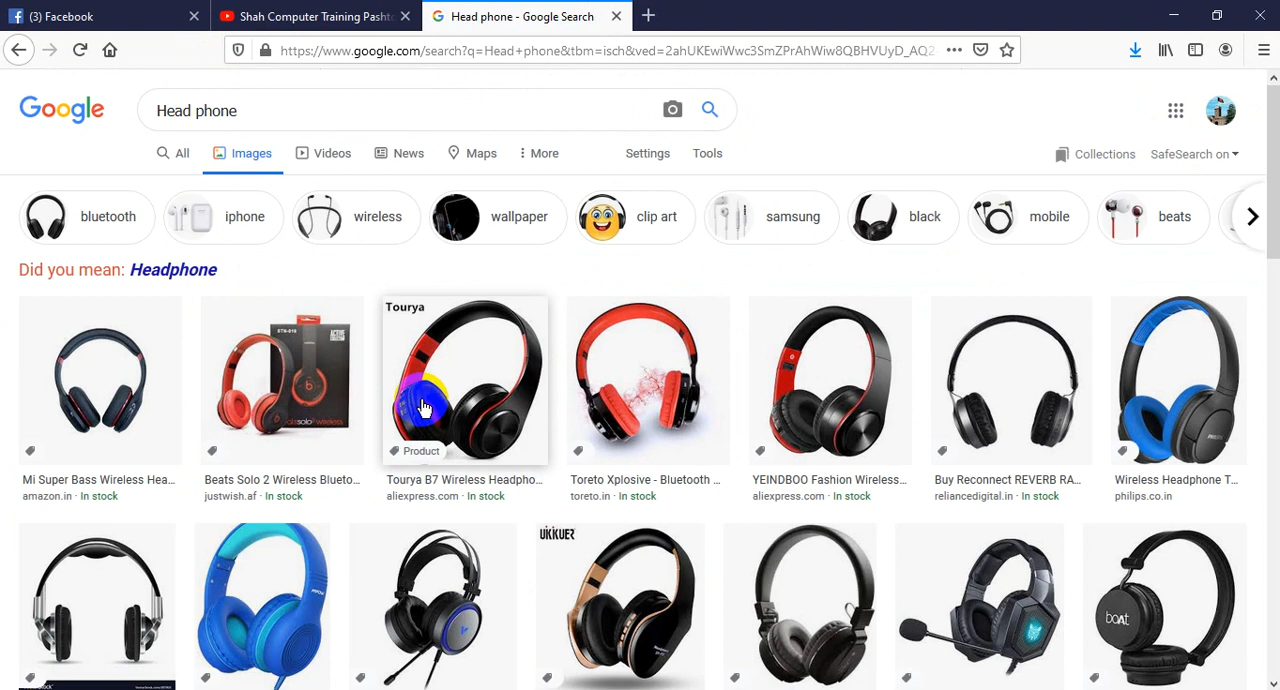 (3) Facebook
Shah Computer Training Pasht
Head phone - Google Search
https://www.google.com/search?q=Head+phone&tbm=isch&ved=2ahUKEwiWwc3SmZPrAhWiw8QBHVUyD_AQ2
Google
Head phone
All
Images
Videos
News
Maps
More
Settings
Tools
Collections
SafeSearch on
bluetooth
iphone
wireless
wallpaper
clip art
samsung
black
mobile
beats
Did you mean: Headphone
Tourya
Product
Mi Super Bass Wireless Hea...
amazon.in · In stock
Beats Solo 2 Wireless Blueto...
justwish.af · In stock
Tourya B7 Wireless Headpho...
aliexpress.com · In stock
Toreto Xplosive - Bluetooth ...
toreto.in · In stock
YEINDBOO Fashion Wireless...
aliexpress.com · In stock
Buy Reconnect REVERB RA...
reliancedigital.in · In stock
Wireless Headphone T...
philips.co.in
UKKUER
boAt